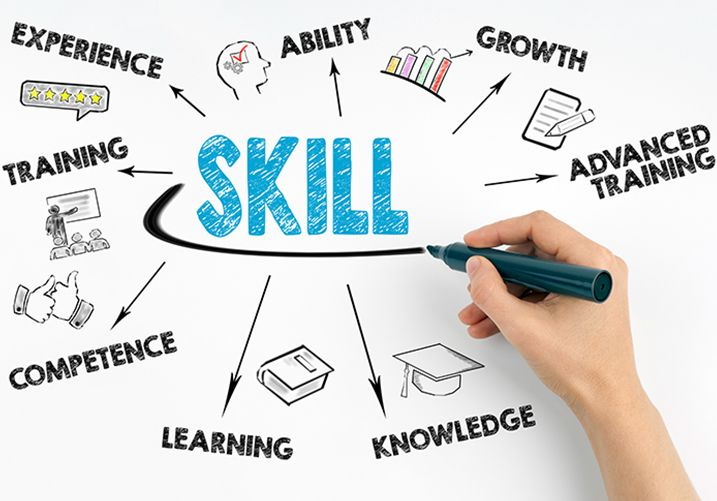 EXPERIENCE
ABILITY
GROWTH
TRAINING
SKILL
ADVANCED
TRAINING
COMPETENCE
LEARNING
KNOWLEDGE